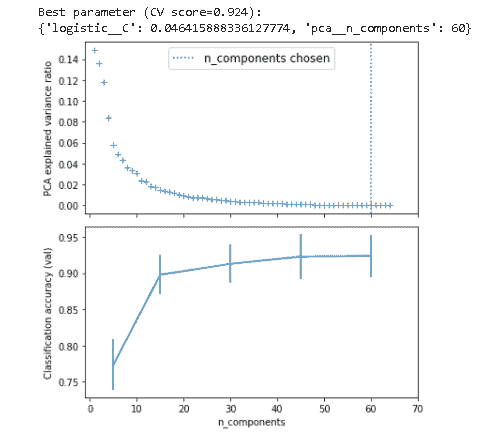 Best parameter (CV score=0.924):
{'logistic__C': 0.046415888336127774, 'pca__n_components': 60}
n_components chosen
PCA explained variance ratio
0.14
0.12
0.10
0.08
0.06
0.04
0.02
0.00
Classification accuracy (val)
0.95
0.90
0.85
0.80
0.75
0 10 20 30 40 50 60 70
n_components